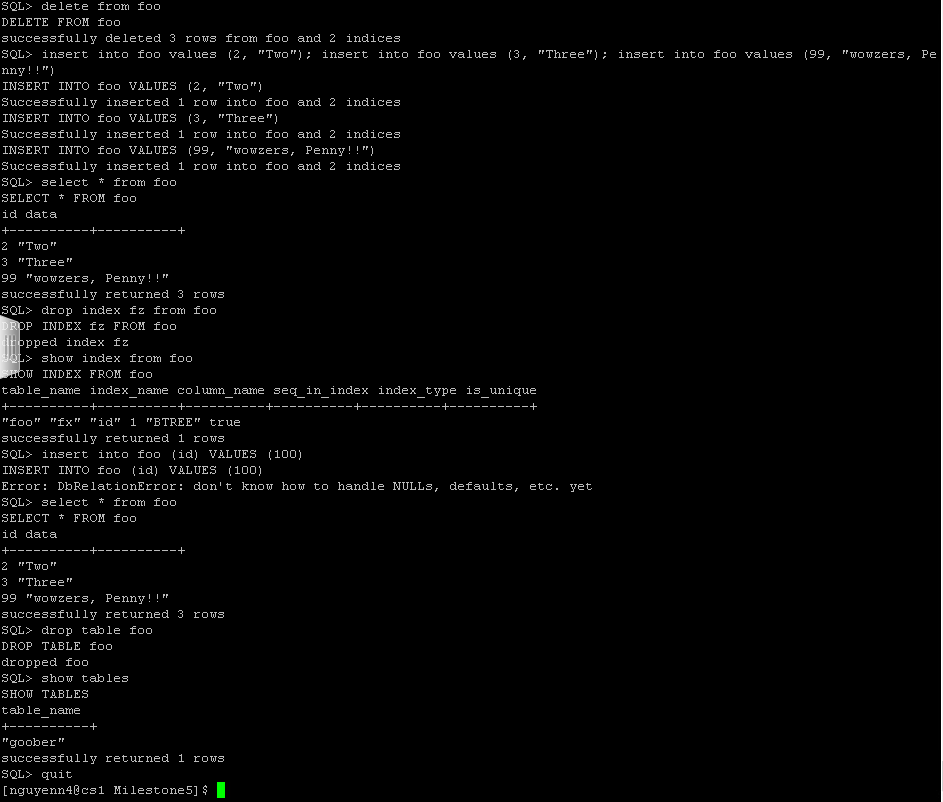 SQL> delete from foo
DELETE FROM foo
successfully deleted 3 rows from foo and 2 indices
SQL> insert into foo values (2, "Two"); insert into foo values (3, "Three"); insert into foo values (99, "wowzers, Pe
nny!!")
INSERT INTO foo VALUES (2, "Two")
Successfully inserted 1 row into foo and 2 indices
INSERT INTO foo VALUES (3, "Three")
Successfully inserted 1 row into foo and 2 indices
INSERT INTO foo VALUES (99, "wowzers, Penny!!")
Successfully inserted 1 row into foo and 2 indices
SQL> select * from foo
SELECT * FROM foo
id data
+----------+----------+
2 "Two"
3 "Three"
99 "wowzers, Penny!!"
successfully returned 3 rows
SQL> drop index fz from foo
DROP INDEX fz FROM foo
dropped index fz
SQL> show index from foo
SHOW INDEX FROM foo
table_name index_name column_name seq_in_index index_type is_unique
+----------+----------+----------+----------+----------+----------+
"foo" "fx" "id" 1 "BTREE" true
successfully returned 1 rows
SQL> insert into foo (id) VALUES (100)
INSERT INTO foo (id) VALUES (100)
Error: DbRelationError: don't know how to handle NULLs, defaults, etc. yet
SQL> select * from foo
SELECT * FROM foo
id data
+----------+----------+
2 "Two"
3 "Three"
99 "wowzers, Penny!!"
successfully returned 3 rows
SQL> drop table foo
DROP TABLE foo
dropped foo
SQL> show tables
SHOW TABLES
table_name
+----------+
"goober"
successfully returned 1 rows
SQL> quit
[nguyenn4@cs1 Milestone5]$